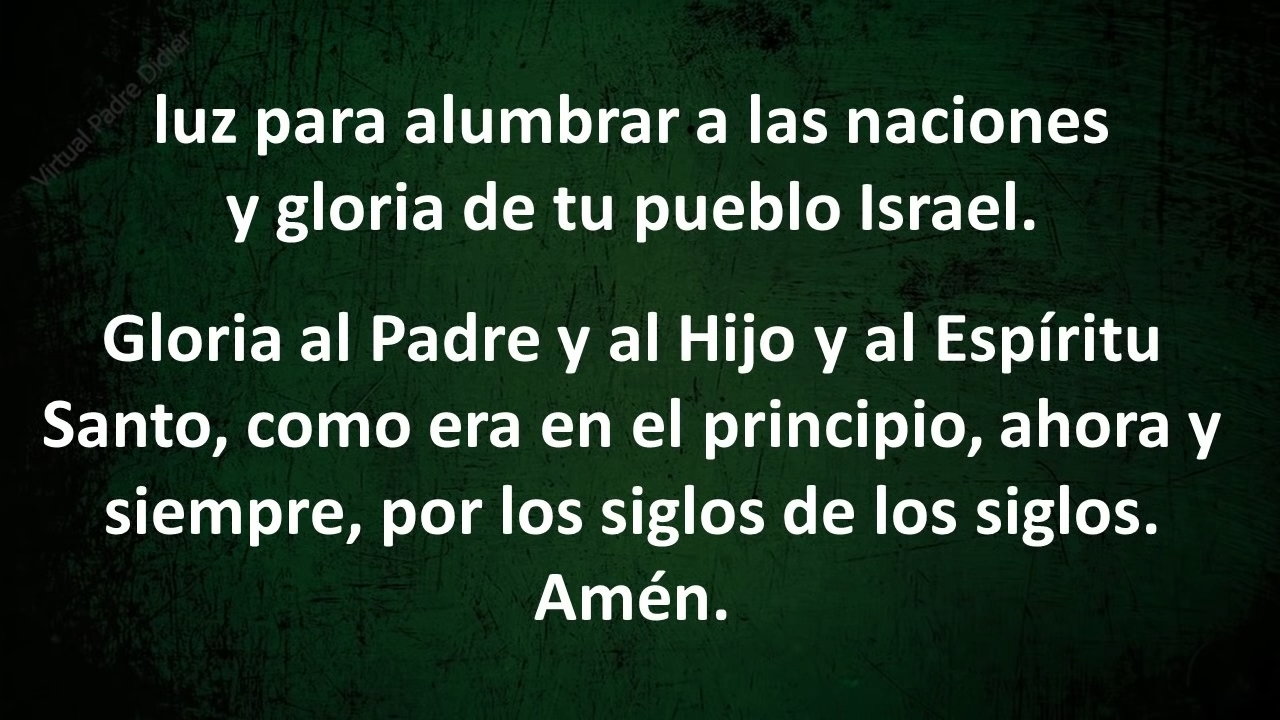 Virtual Padre Didier
luz para alumbrar a las naciones
y gloria de tu pueblo Israel.
Gloria al Padre y al Hijo y al Espíritu
Santo, como era en el principio, ahora y
siempre, por los siglos de los siglos.
Amén.